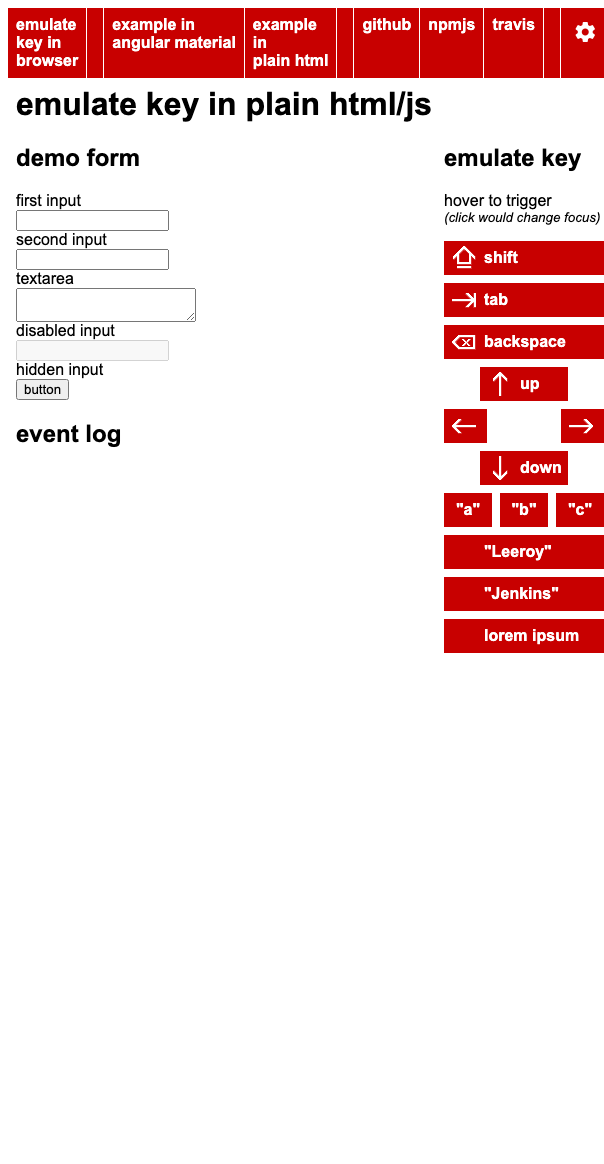 emulate
key in
browser
example in
angular material
example
in
plain html
github
npmjs
travis
emulate key in plain html/js
demo form
first input
second input
textarea
disabled input
hidden input
button
event log
emulate key
hover to trigger
(click would change focus)
shift
tab
backspace
up
down
"a" "b" "c"
"Leeroy"
"Jenkins"
lorem ipsum